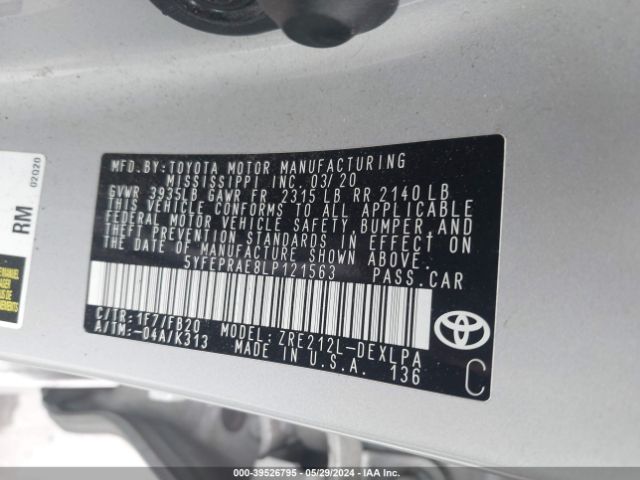 MFD.BY:TOYOTA MOTOR MANUFACTURING
MISSISSIPPI INC. 03/20
GVWR 3935LB GAWR FR 2315 LB RR 2140 LB
THIS VEHICLE CONFORMS TO ALL APPLICABLE
FEDERAL MOTOR VEHICLE SAFETY, BUMPER, AND
THEFT PREVENTION STANDARDS IN EFFECT ON
THE DATE OF MANUFACTURE SHOWN ABOVE.
5YFEPRAE8LP121563 PASS.CAR
C/TR:1F7/FB20 MODEL: ZRE212L-DEXLPA
A/TM:-04A/K313 MADE IN U.S.A. 136
C
RM
02020
MANUAL
000-39526795 - 05/29/2024 - IAA Inc.